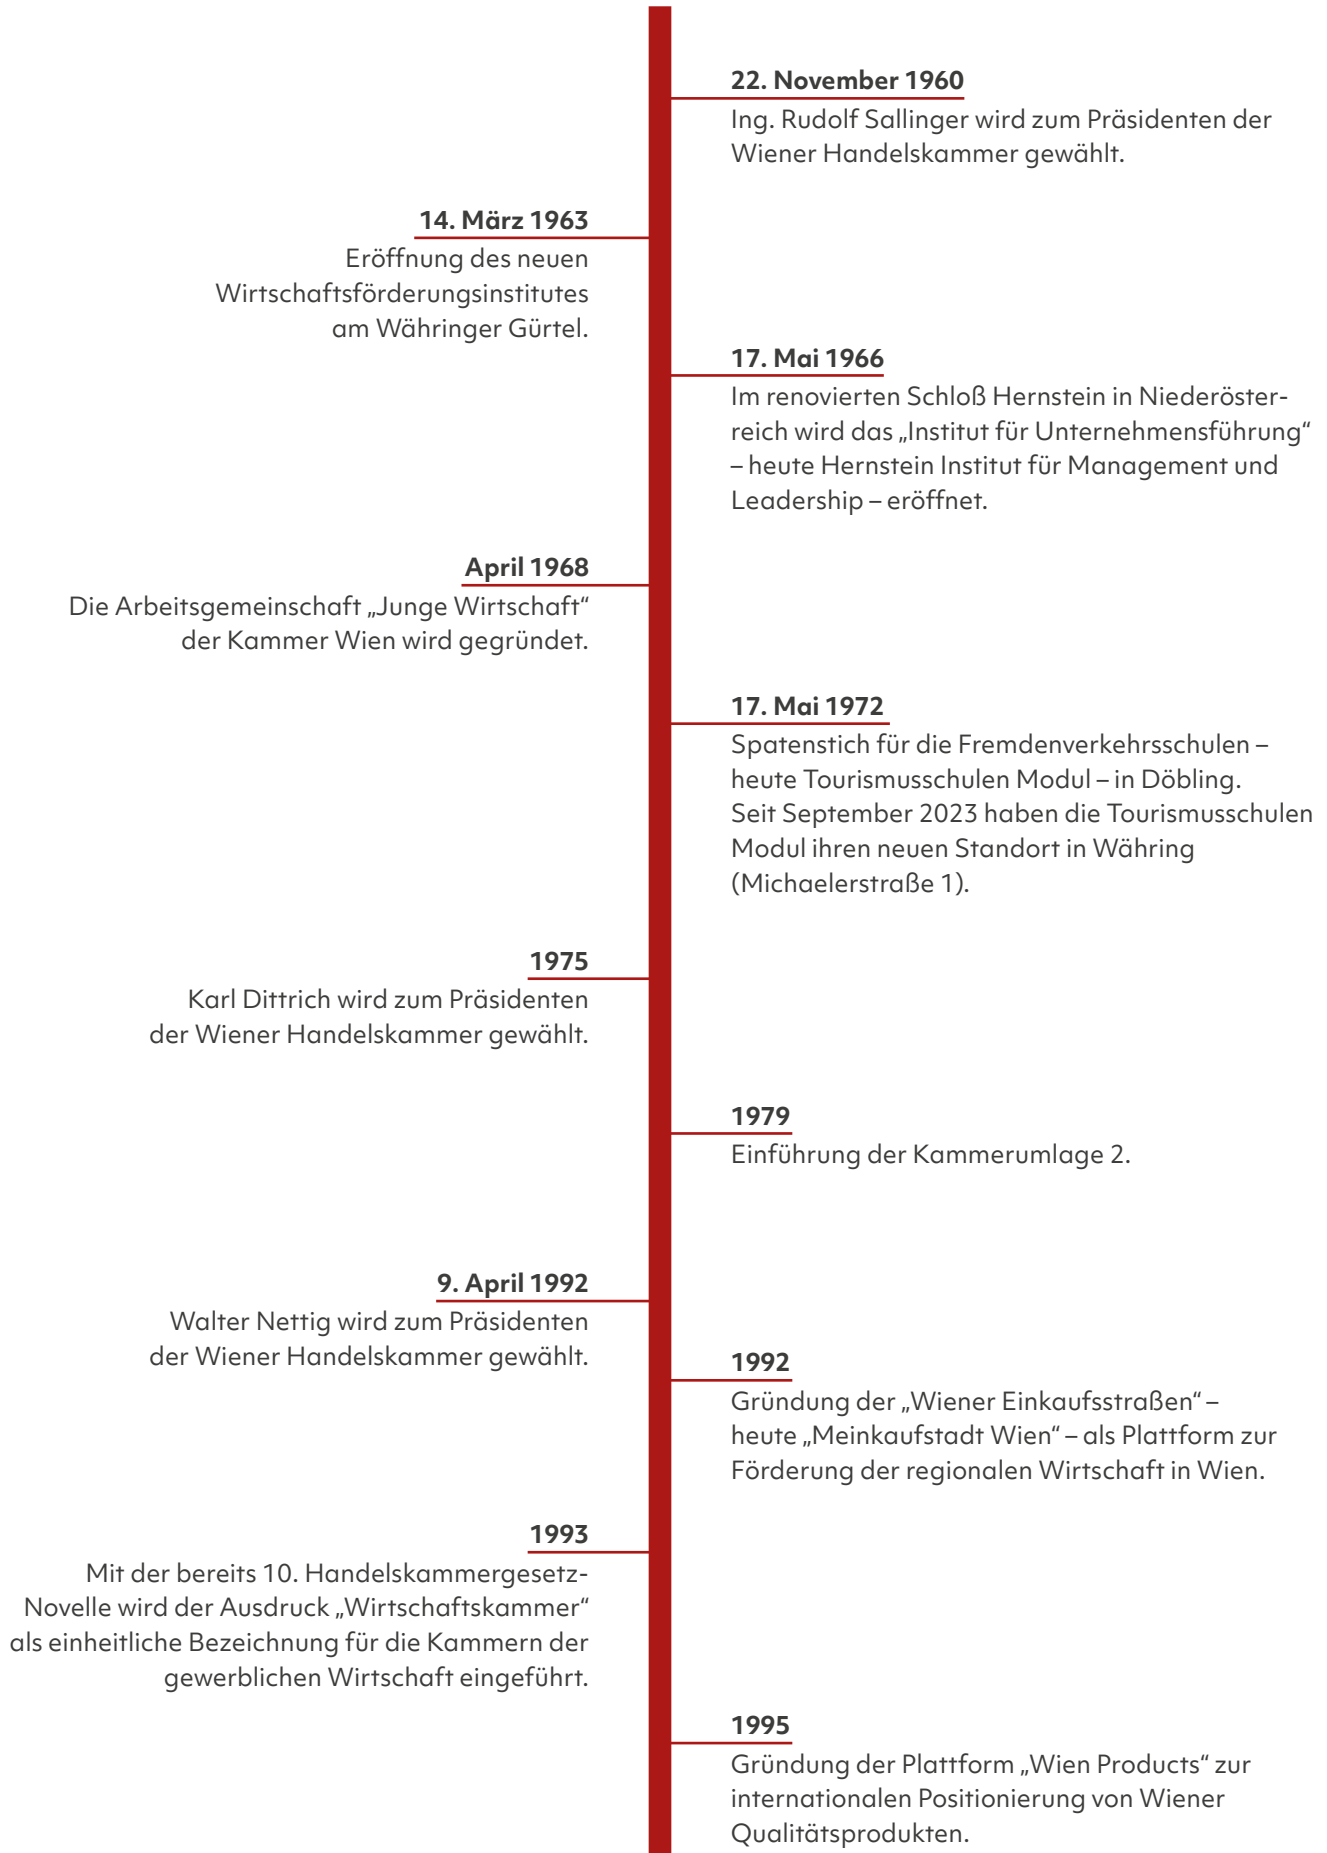 22. November 1960
Ing. Rudolf Sallinger wird zum Präsidenten der
Wiener Handelskammer gewählt.
14. März 1963
Eröffnung des neuen
Wirtschaftsförderungsinstitutes
am Währinger Gürtel.
17. Mai 1966
Im renovierten Schloß Hernstein in Niederöster-
reich wird das „Institut für Unternehmensführung“
– heute Hernstein Institut für Management und
Leadership – eröffnet.
April 1968
Die Arbeitsgemeinschaft „Junge Wirtschaft“
der Kammer Wien wird gegründet.
17. Mai 1972
Spatenstich für die Fremdenverkehrsschulen –
heute Tourismusschulen Modul – in Döbling.
Seit September 2023 haben die Tourismusschulen
Modul ihren neuen Standort in Währing
(Michaelerstraße 1).
1975
Karl Dittrich wird zum Präsidenten
der Wiener Handelskammer gewählt.
1979
Einführung der Kammerumlage 2.
9. April 1992
Walter Nettig wird zum Präsidenten
der Wiener Handelskammer gewählt.
1992
Gründung der „Wiener Einkaufsstraßen“ –
heute „Meinkaufstadt Wien“ – als Plattform zur
Förderung der regionalen Wirtschaft in Wien.
1993
Mit der bereits 10. Handelskammergesetz-
Novelle wird der Ausdruck „Wirtschaftskammer“
als einheitliche Bezeichnung für die Kammern der
gewerblichen Wirtschaft eingeführt.
1995
Gründung der Plattform „Wien Products“ zur
internationalen Positionierung von Wiener
Qualitätsprodukten.